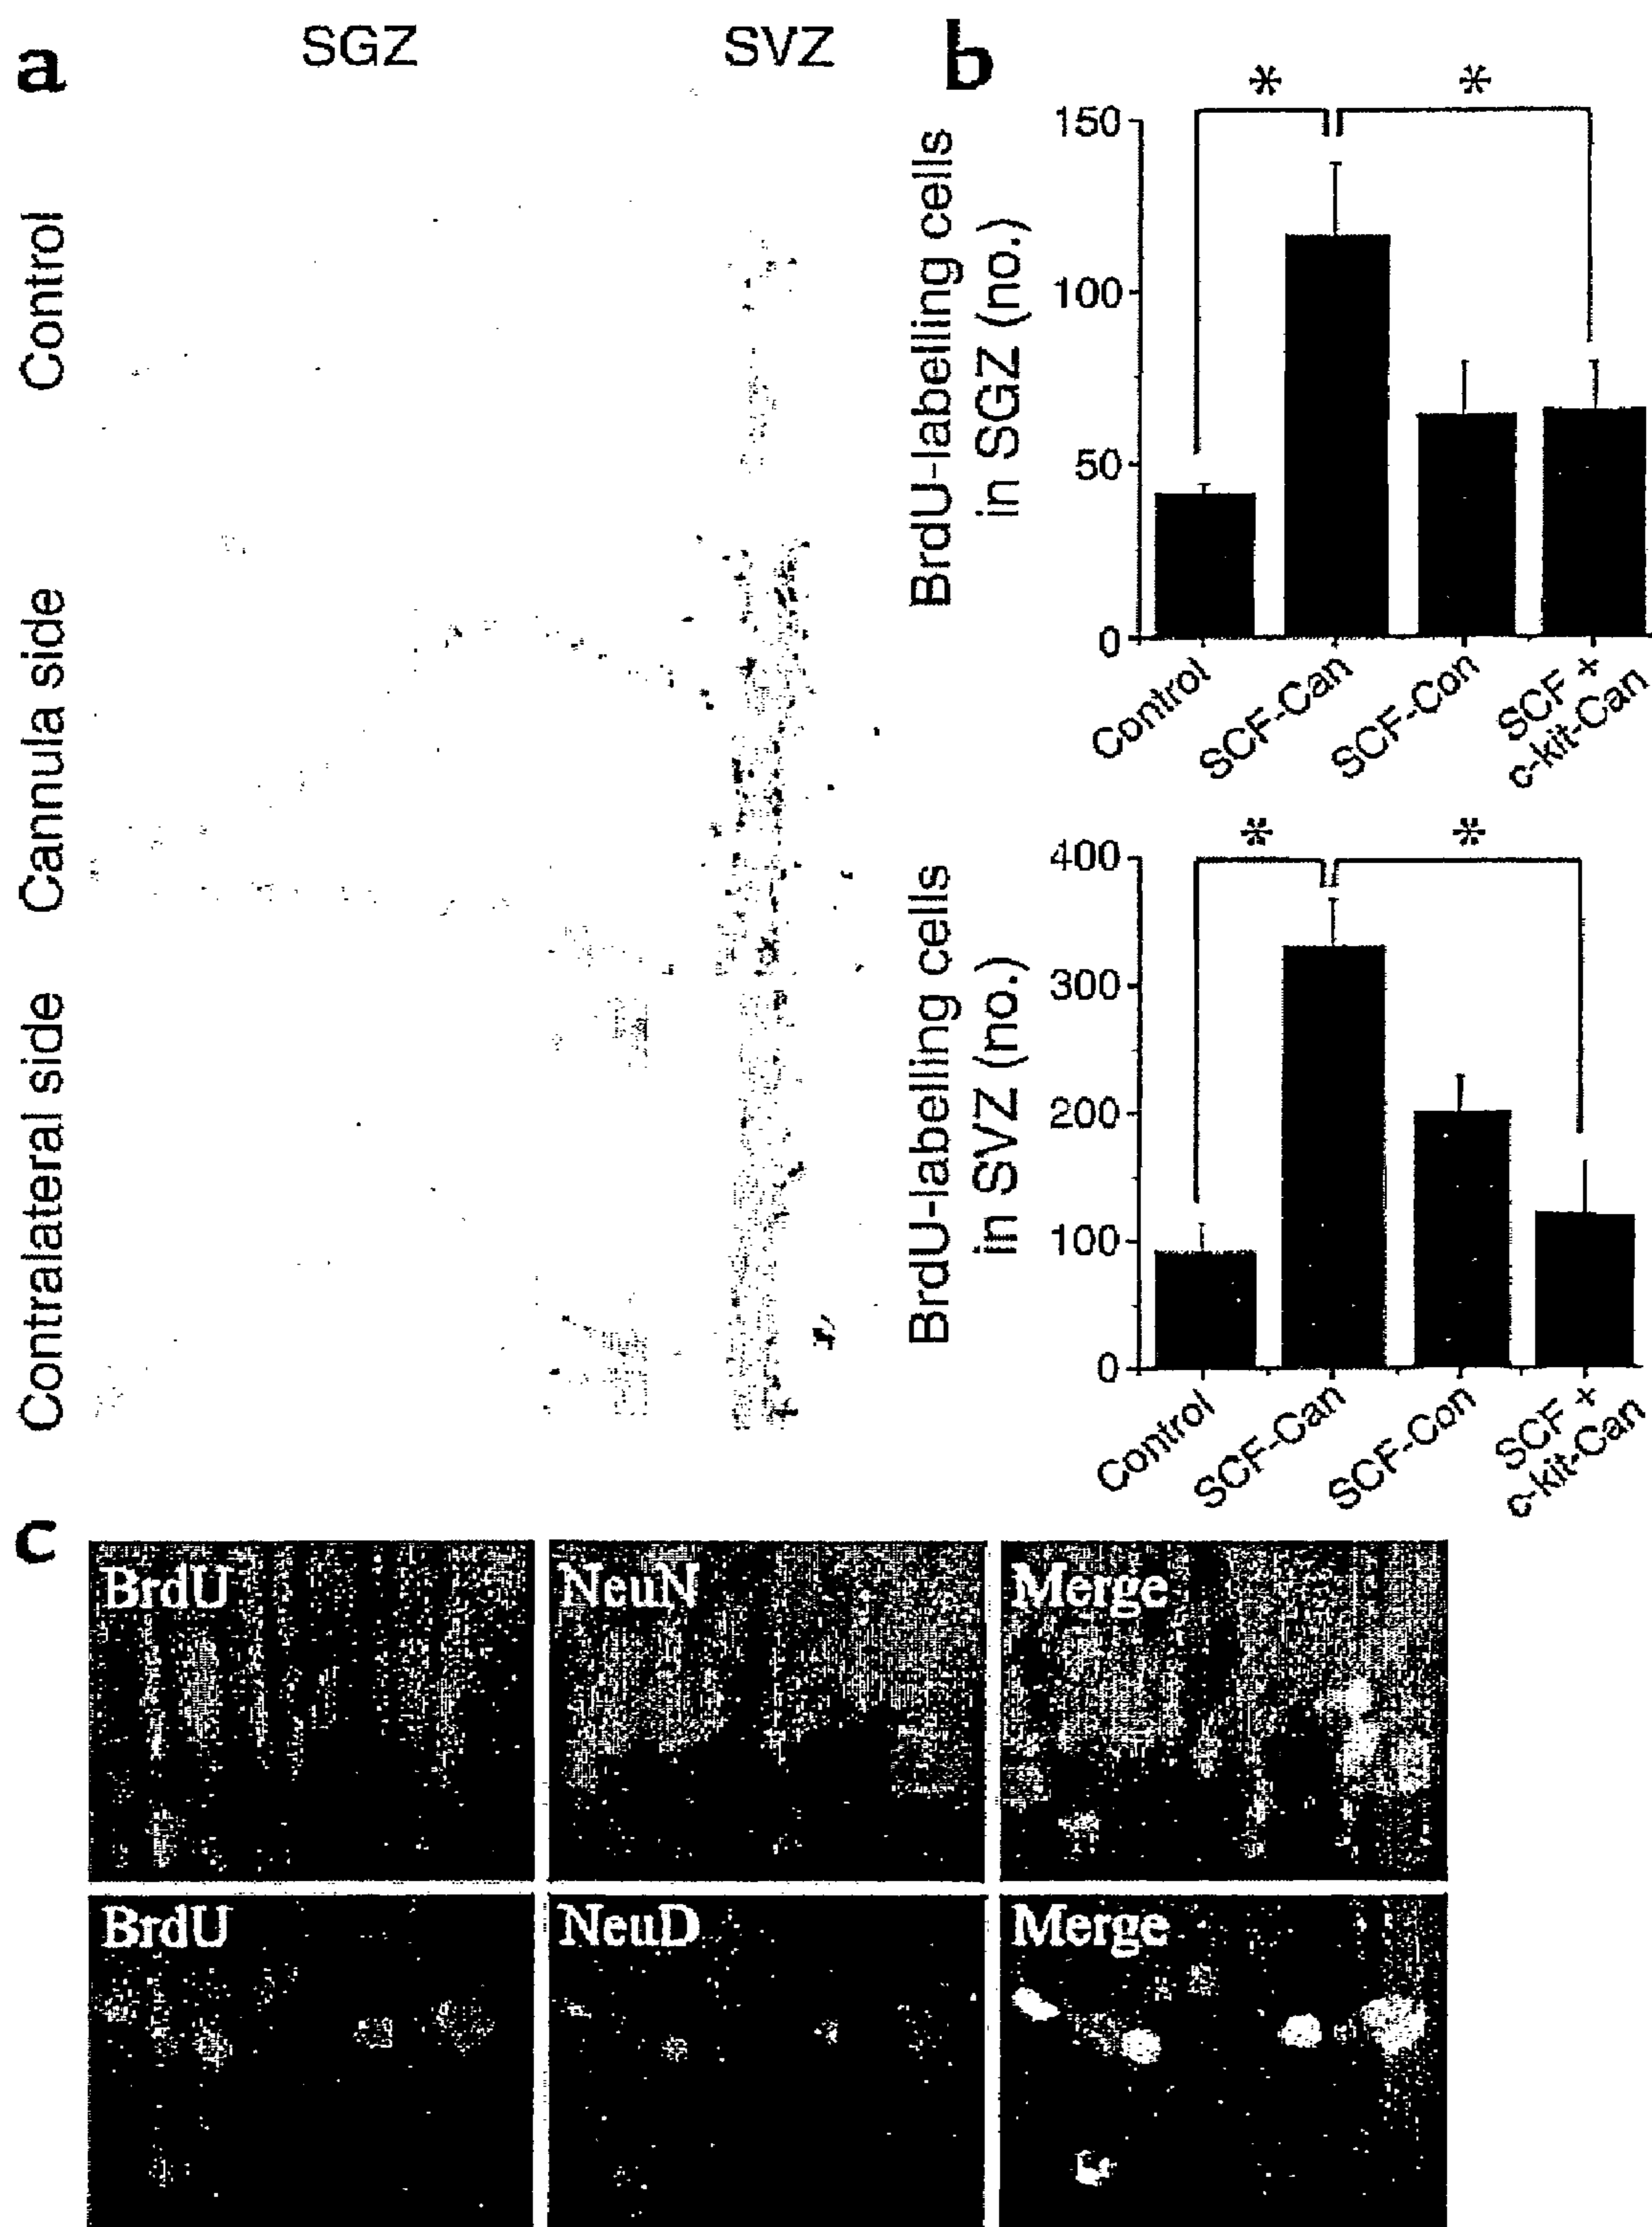 a
SGZ
SVZ
Control
Cannula side
Contralateral side
b
*
*
BrdU-labelling cells
in SGZ (no.)
150
100
50
0
Control
SCF-Can
SCF-Con
SCF +
c-kit-Can
*
*
BrdU-labelling cells
in SVZ (no.)
400
300
200
100
0
Control
SCF-Can
SCF-Con
SCF +
c-kit-Can
c
BrdU
NeuN
Merge
BrdU
NeuD
Merge